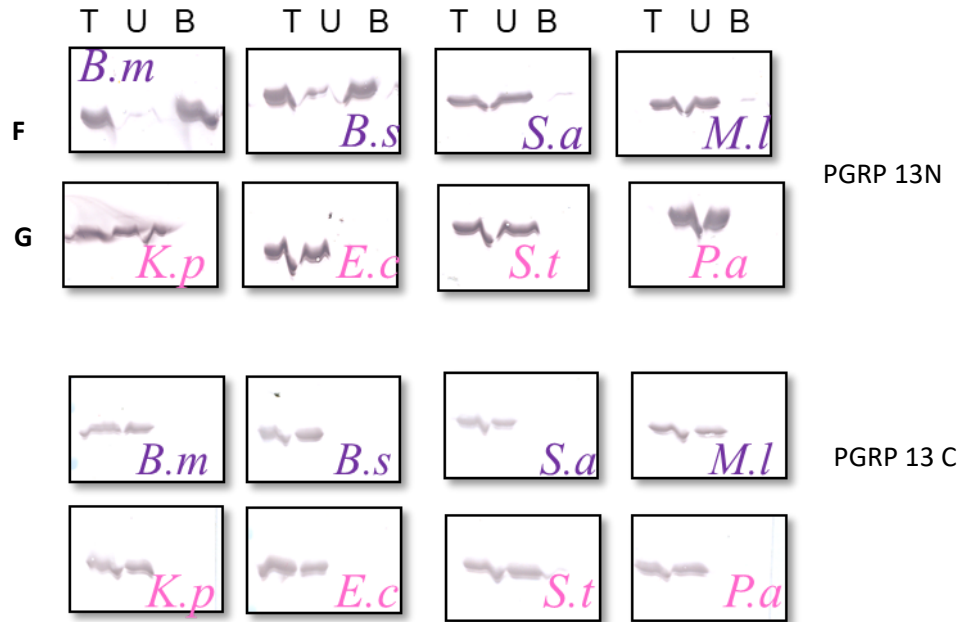 T U B T U B T U B T U B
B.m
F B.s S.a M.l
PGRP 13N
G K.p E.c S.t P.a
B.m B.s S.a M.l
PGRP 13 C
K.p E.c S.t P.a